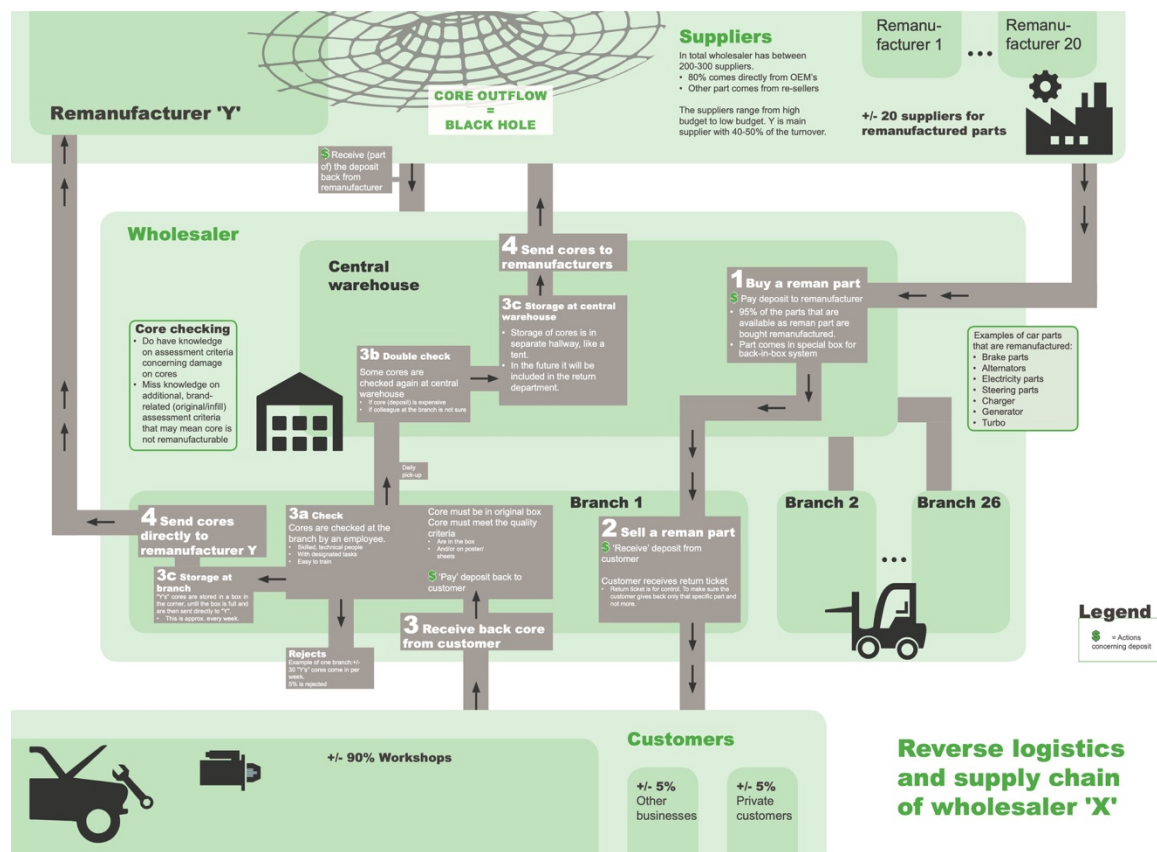 Remanufacturer 'Y'
CORE OUTFLOW
=
BLACK HOLE
Suppliers
In total wholesaler has between
200-300 suppliers.
• 80% comes directly from OEM's
• Other part comes from re-sellers
The suppliers range from high
budget to low budget. Y is main
supplier with 40-50% of the turnover.
Remanu-
facturer 1
...
Remanu-
facturer 20
+/- 20 suppliers for
remanufactured parts
$ Receive (part
of) the deposit
back from
remanufacturer
Wholesaler
Central
warehouse
4 Send cores to
remanufacturers
3c Storage at central
warehouse
• Storage of cores is in
separate hallway, like a
tent.
• In the future it will be
included in the return
department.
1 Buy a reman part
$ Pay deposit to remanufacturer
• 95% of the parts that are
available as reman part are
bought remanufactured.
• Part comes in special box for
back-in-box system
Core checking
• Do have knowledge
on assessment criteria
concerning damage
on cores
• Miss knowledge on
additional, brand-
related (original/infill)
assessment criteria
that may mean core is
not remanufacturable
3b Double check
Some cores are
checked again at central
warehouse
• If core (deposit) is expensive
• If colleague at the branch is not sure
Examples of car parts
that are remanufactured:
• Brake parts
• Alternators
• Electricity parts
• Steering parts
• Charger
• Generator
• Turbo
Daily
pick-up
Branch 1
Branch 2
Branch 26
...
4 Send cores
directly to
remanufacturer Y
3a Check
Cores are checked at the
branch by an employee.
• Skilled, technical people
• With designated tasks
• Easy to train
Core must be in original box
Core must meet the quality
criteria
• Are in the box
• And/or on poster/
sheets
$ 'Pay' deposit back to
customer
2 Sell a reman part
$ 'Receive' deposit from
customer
Customer receives return ticket
• Return ticket is for control. To make sure the
customer gives back only that specific part and
not more.
3c Storage at
branch
"Y's" cores are stored in a box in
the corner, until the box is full and
are then sent directly to "Y".
• This is approx. every week.
3 Receive back core
from customer
Rejects
Example of one branch:+/-
30 "Y's" cores come in per
week.
5% is rejected
Legend
$ = Actions
concerning deposit
+/- 90% Workshops
Customers
+/- 5%
Other
businesses
+/- 5%
Private
customers
Reverse logistics
and supply chain
of wholesaler 'X'